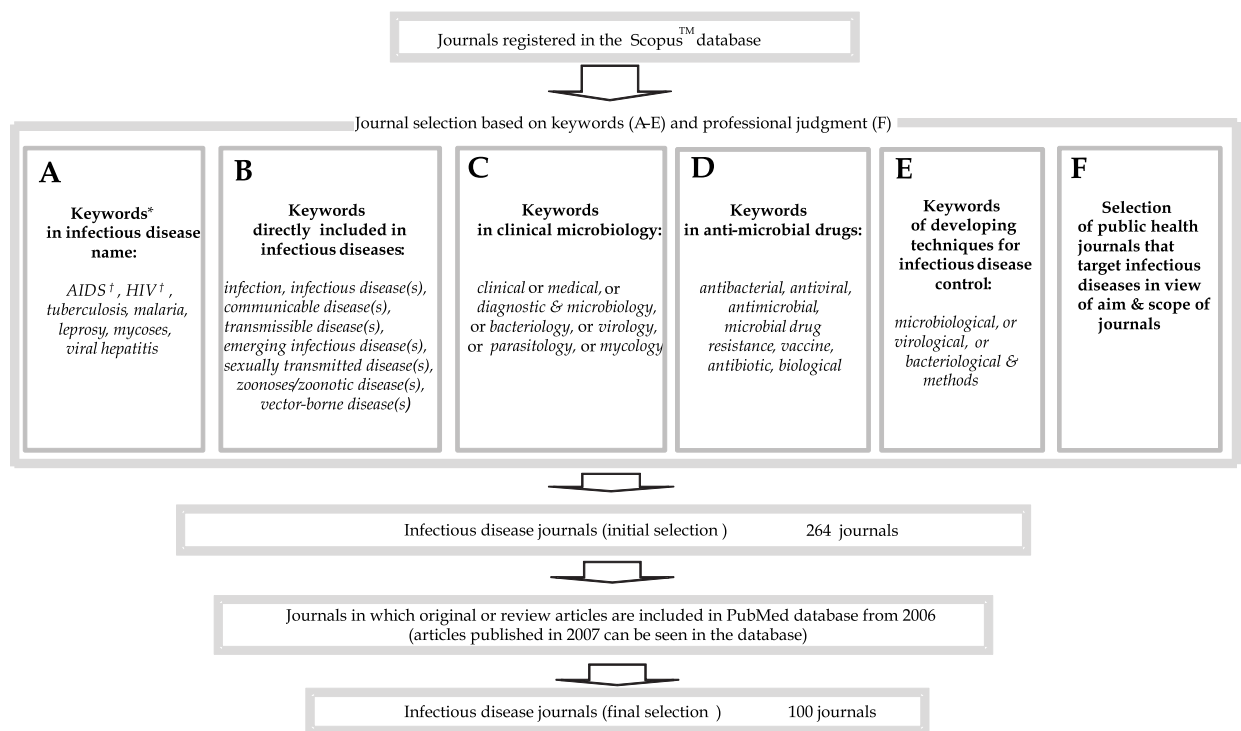 Journals registered in the Scopus™ database
Journal selection based on keywords (A-E) and professional judgment (F)
A
Keywords*
in infectious disease
name:
AIDS†, HIV†,
tuberculosis, malaria,
leprosy, mycoses,
viral hepatitis
B
Keywords
directly included in
infectious diseases:
infection, infectious disease(s),
communicable disease(s),
transmissible disease(s),
emerging infectious disease(s),
sexually transmitted disease(s),
zoonoses/zoonotic disease(s),
vector-borne disease(s)
C
Keywords
in clinical microbiology:
clinical or medical, or
diagnostic & microbiology,
or bacteriology, or virology,
or parasitology, or mycology
D
Keywords
in anti-microbial drugs:
antibacterial, antiviral,
antimicrobial,
microbial drug
resistance, vaccine,
antibiotic, biological
E
Keywords
of developing
techniques for
infectious disease
control:
microbiological, or
virological, or
bacteriological &
methods
F
Selection
of public health
journals that
target infectious
diseases in view
of aim & scope of
journals
Infectious disease journals (initial selection ) 264 journals
Journals in which original or review articles are included in PubMed database from 2006
(articles published in 2007 can be seen in the database)
Infectious disease journals (final selection ) 100 journals